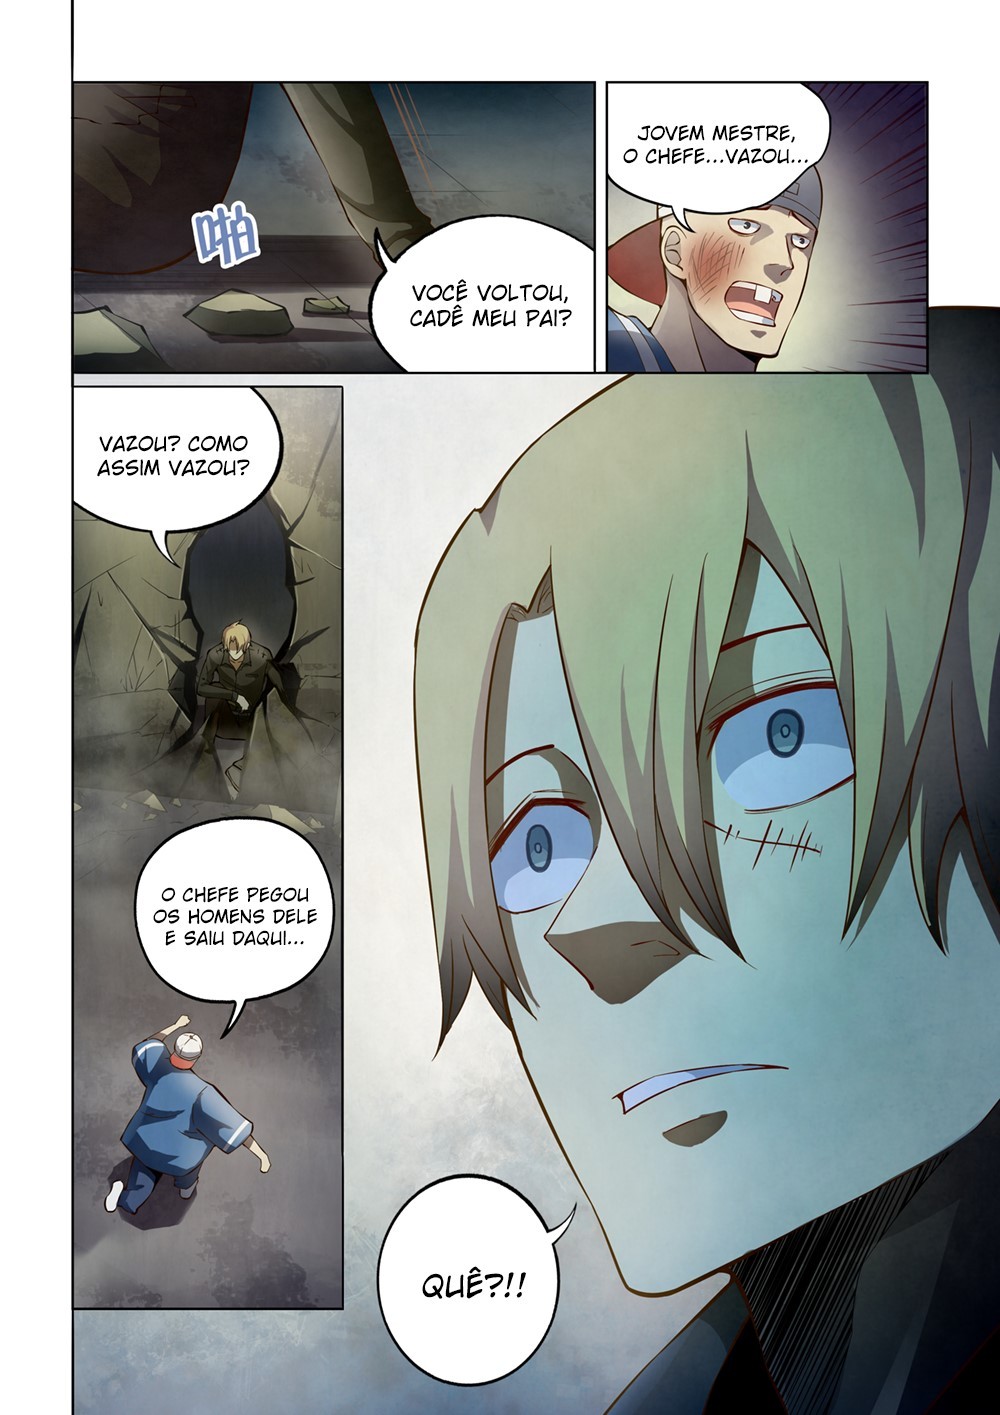 啪
VOCÊ VOLTOU,
CADÊ MEU PAI?
JOVEM MESTRE,
O CHEFE...VAZOU...
VAZOU? COMO
ASSIM VAZOU?
O CHEFE PEGOU
OS HOMENS DELE
E SAIU DAQUI...
QUÊ?!!